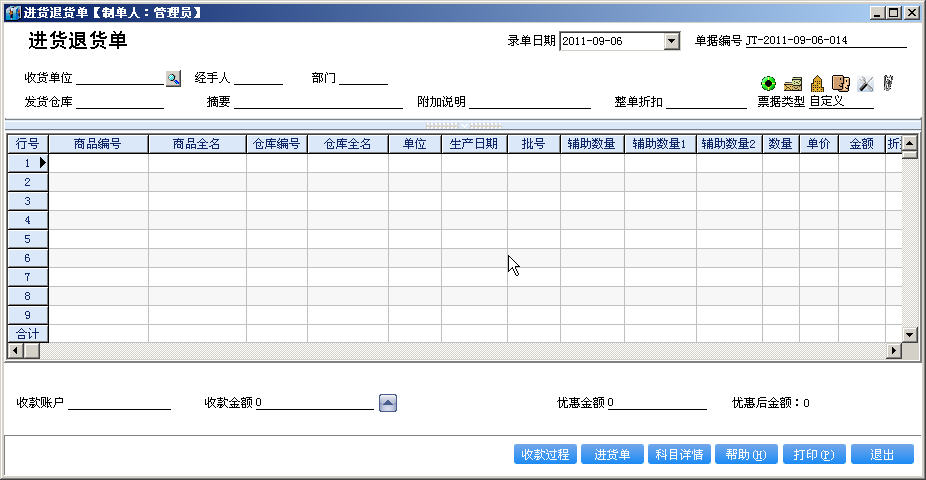 进货退货单【制单人：管理员】
进货退货单
录单日期 2011-09-06 单据编号 JT-2011-09-06-014
收货单位 经手人 部门
发货仓库 摘要 附加说明 整单折扣 票据类型 自定义
行号 商品编号 商品全名 仓库编号 仓库全名 单位 生产日期 批号 辅助数量 辅助数量1 辅助数量2 数量 单价 金额
1
2
3
4
5
6
7
8
9
合计
收款账户 收款金额 0 优惠金额 0 优惠后金额：0
收款过程 进货单 科目详情 帮助(H) 打印(P) 退出